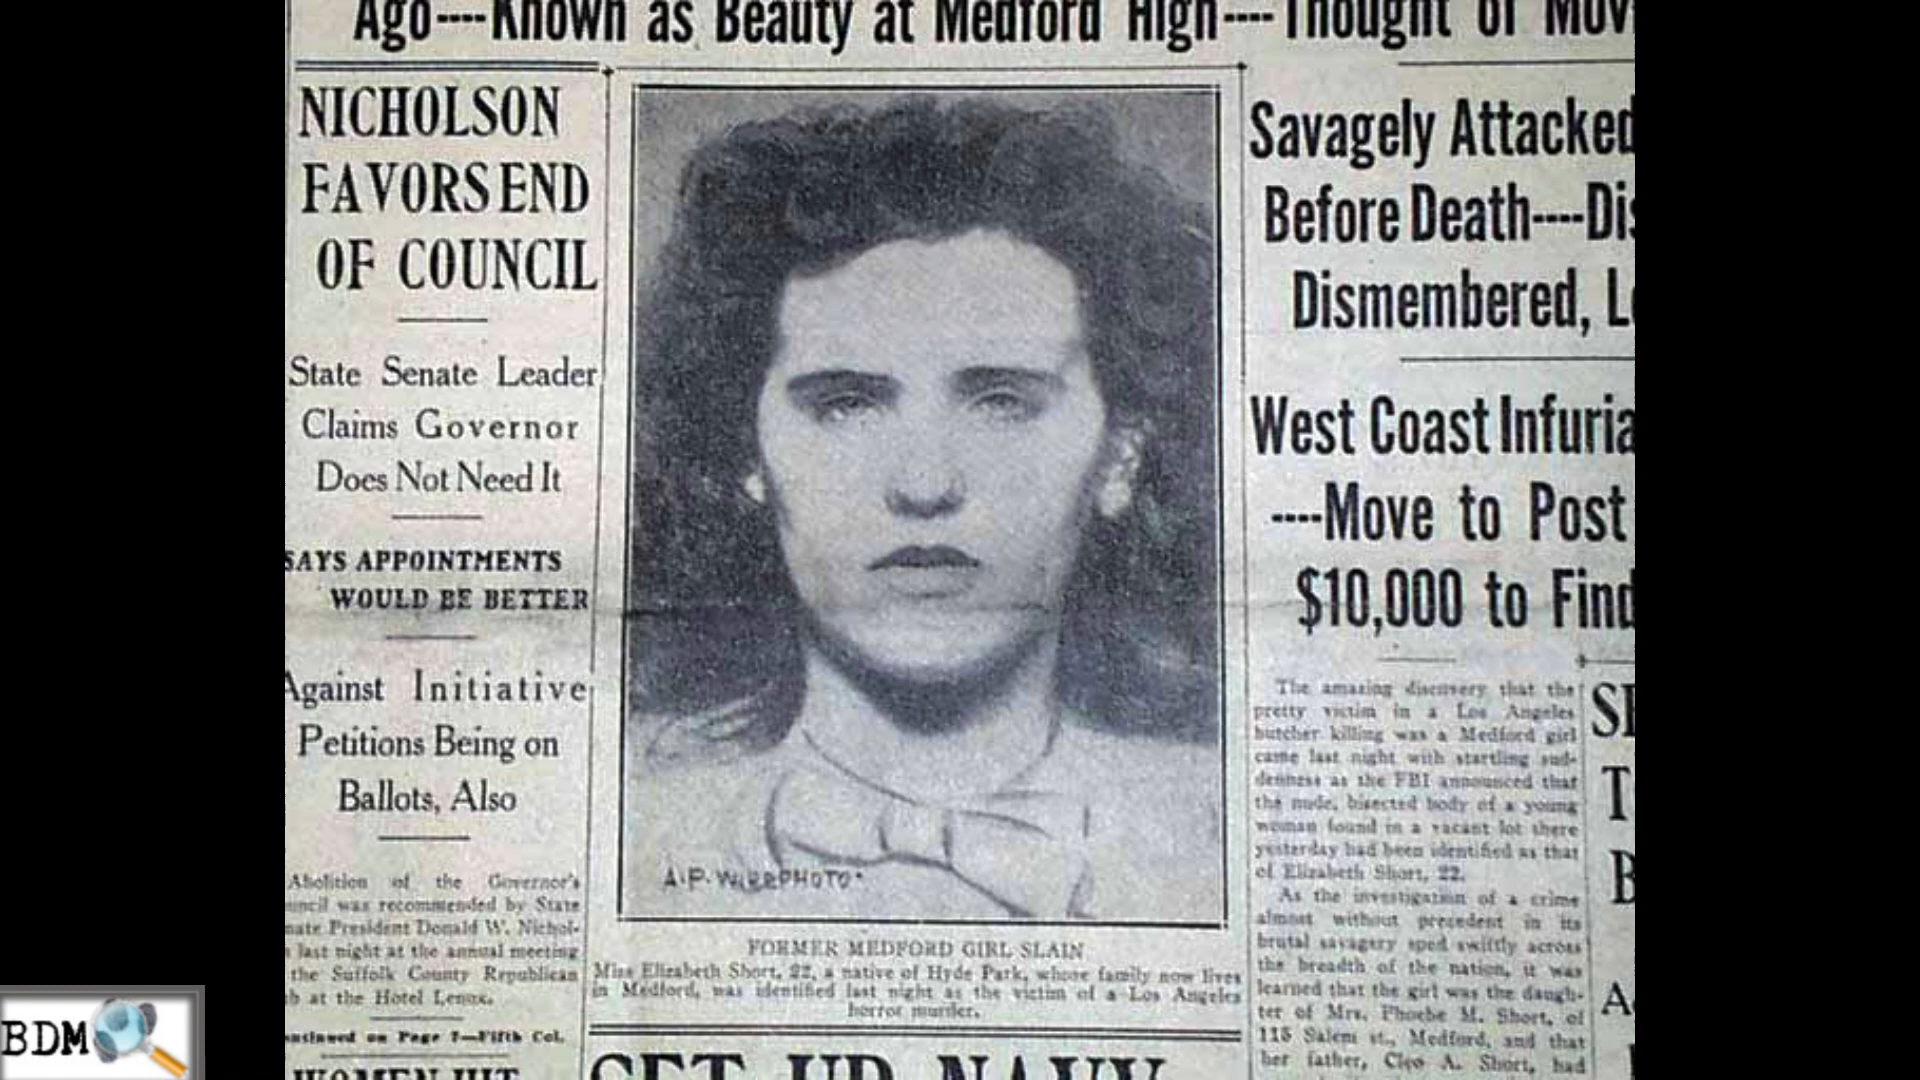 Ago----Known as Beauty at Medford High----Thought of Mov
NICHOLSON
FAVORS END
OF COUNCIL
State Senate Leader
Claims Governor
Does Not Need It
SAYS APPOINTMENTS
WOULD BE BETTER
Against Initiative
Petitions Being on
Ballots, Also
Abolition of the Governor's
uncil was recommended by State
nate President Donald W. Nichol-
n last night at the annual meeting
the Suffolk County Republican
b at the Hotel Lenox.
ntinued on Page 7—Fifth Col.
WOMEN HIT
A.P. WIREPHOTO
FORMER MEDFORD GIRL SLAIN
Miss Elizabeth Short, 22, a native of Hyde Park, whose family now lives
in Medford, was identified last night as the victim of a Los Angeles
horror murder.
SET UP NAVY
Savagely Attacked
Before Death----Dis
Dismembered, L
West Coast Infuria
----Move to Post
$10,000 to Find
The amazing discovery that the
pretty victim in a Los Angeles
butcher killing was a Medford girl
came last night with startling sud-
denness as the FBI announced that
the nude, bisected body of a young
woman found in a vacant lot there
yesterday had been identified as that
of Elizabeth Short, 22.
As the investigation of a crime
almost without precedent in its
brutal savagery sped swiftly across
the breadth of the nation, it was
learned that the girl was the daugh-
ter of Mrs. Phoebe M. Short, of
115 Salem st., Medford, and that
her father, Cleo A. Short, had
BDM